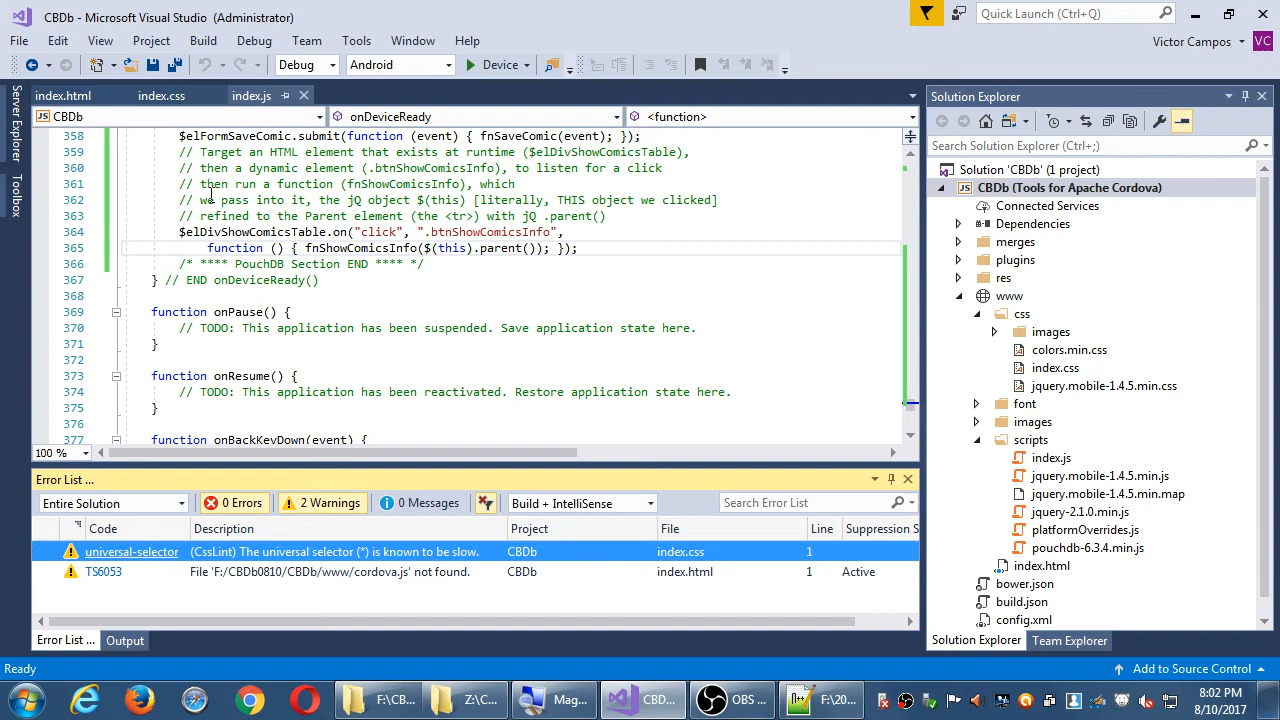 CBDb - Microsoft Visual Studio (Administrator)
Quick Launch (Ctrl+Q)
File Edit View Project Build Debug Team Tools Window Help
Victor Campos VC
Debug Android Device
index.html index.css index.js
CBDb onDeviceReady <function>
Server Explorer
Toolbox
358 $elFormSaveComic.submit(function (event) { fnSaveComic(event); });
359 // Target an HTML element that exists at runtime ($elDivShowComicsTable),
360 // then a dynamic element (.btnShowComicsInfo), to listen for a click
361 // then run a function (fnShowComicsInfo), which
362 // we pass into it, the jQ object $(this) [literally, THIS object we clicked]
363 // refined to the Parent element (the <tr>) with jQ .parent()
364 $elDivShowComicsTable.on("click", ".btnShowComicsInfo",
365 function () { fnShowComicsInfo($(this).parent()); });
366 /* **** PouchDB Section END **** */
367 } // END onDeviceReady()
368
369 function onPause() {
370 // TODO: This application has been suspended. Save application state here.
371 }
372
373 function onResume() {
374 // TODO: This application has been reactivated. Restore application state here.
375 }
376
377 function onBackKeyDown(event) {
100 %
Error List ...
Entire Solution 0 Errors 2 Warnings 0 Messages Build + IntelliSense Search Error List
Code Description Project File Line Suppression S
universal-selector (CssLint) The universal selector (*) is known to be slow. CBDb index.css 1
TS6053 File 'F:/CBDb0810/CBDb/www/cordova.js' not found. CBDb index.html 1 Active
Error List ... Output
Solution Explorer
Search Solution Explorer (Ctrl+;)
Solution 'CBDb' (1 project)
JS CBDb (Tools for Apache Cordova)
Connected Services
Dependencies
merges
plugins
res
www
css
images
colors.min.css
index.css
jquery.mobile-1.4.5.min.css
font
images
scripts
index.js
jquery.mobile-1.4.5.min.js
jquery.mobile-1.4.5.min.map
jquery-2.1.0.min.js
platformOverrides.js
pouchdb-6.3.4.min.js
index.html
bower.json
build.json
config.xml
Solution Explorer Team Explorer
Ready Add to Source Control
F:\CB... Z:\C... Mag... CBD... OBS ... F:\20...
8:02 PM
8/10/2017